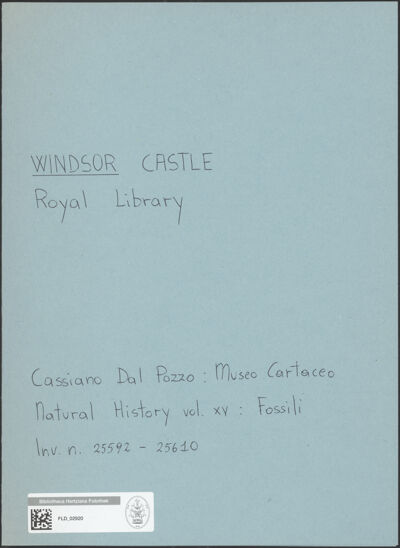 WINDSOR CASTLE
Royal Library
Cassiano Dal Pozzo : Museo Cartaceo
Natural History vol. xv : Fossili
Inv. n. 25592 - 25610
Bibliotheca Hertziana Fotothek
FLD_02920